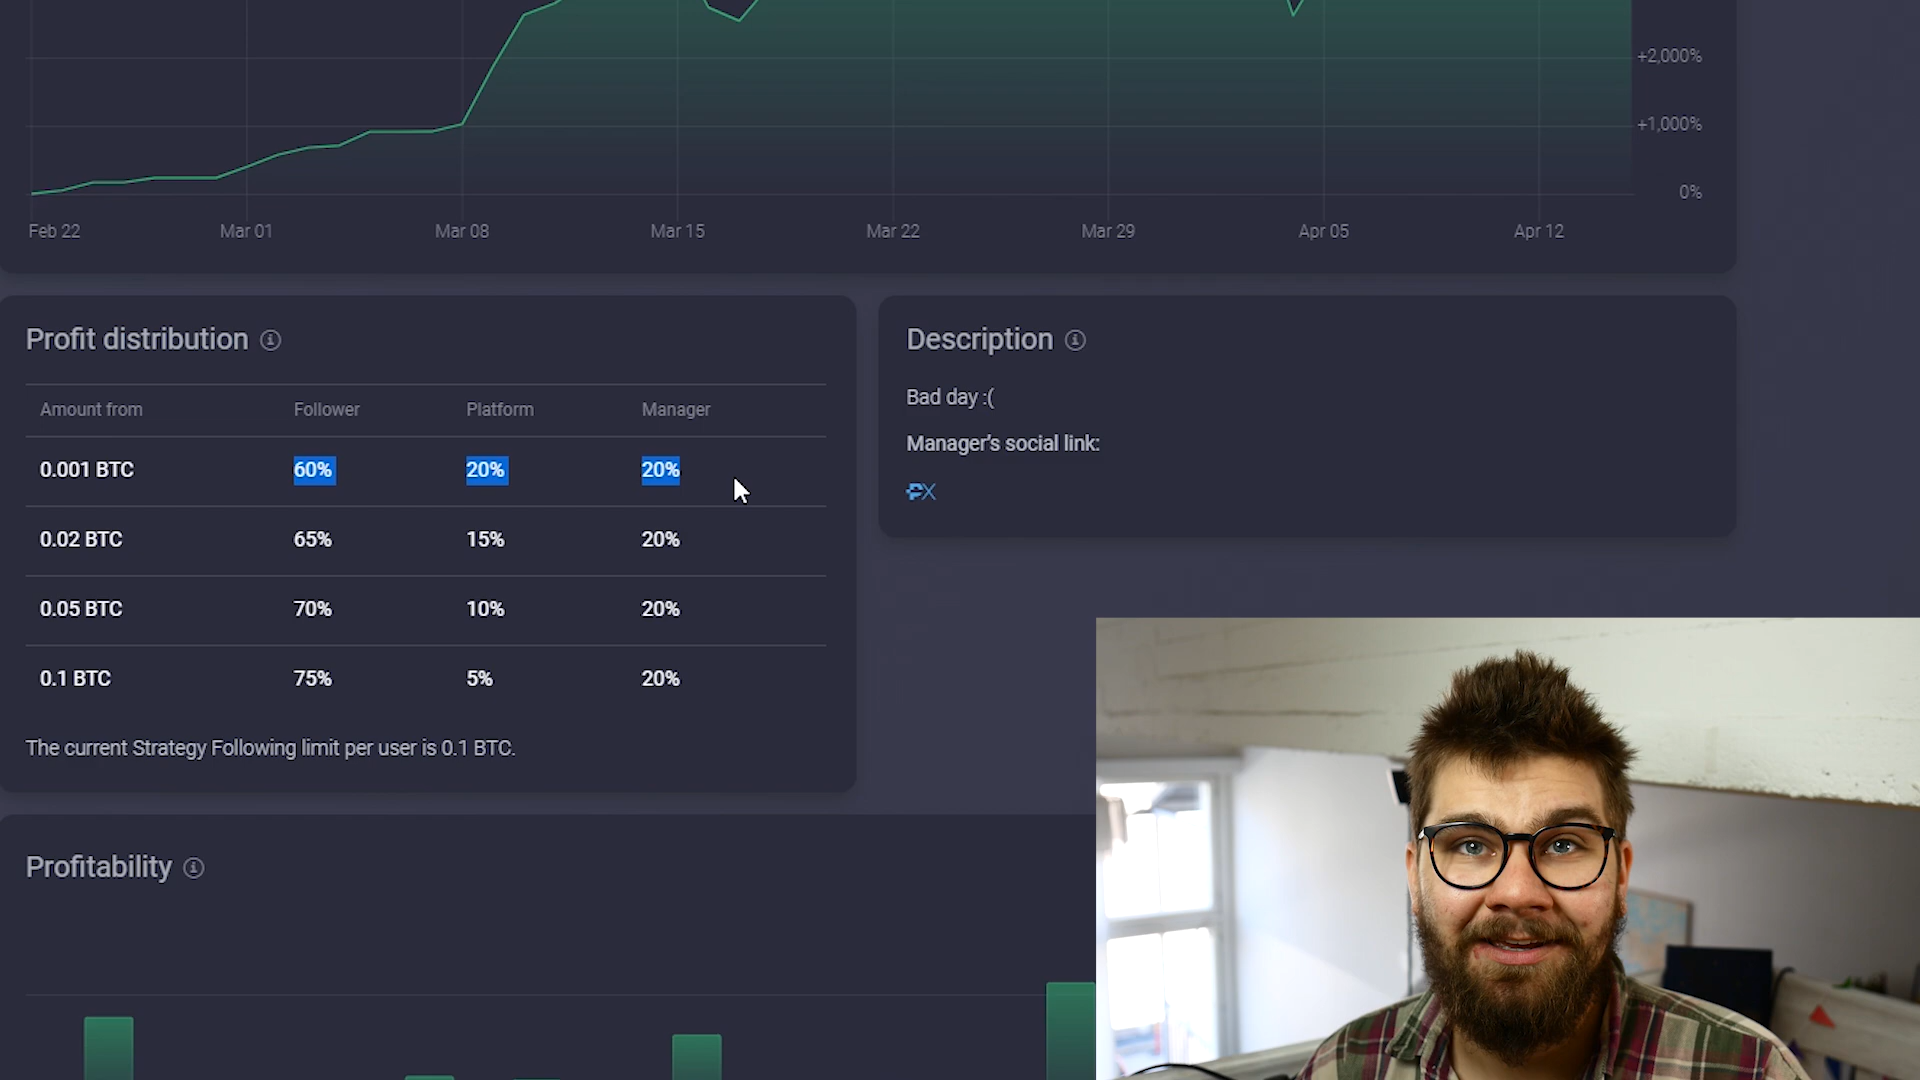 +2,000%
+1,000%
0%
Feb 22 Mar 01 Mar 08 Mar 15 Mar 22 Mar 29 Apr 05 Apr 12
Profit distribution
Amount from Follower Platform Manager
0.001 BTC 60% 20% 20%
0.02 BTC 65% 15% 20%
0.05 BTC 70% 10% 20%
0.1 BTC 75% 5% 20%
The current Strategy Following limit per user is 0.1 BTC.
Description
Bad day :(
Manager's social link:
PX
Profitability